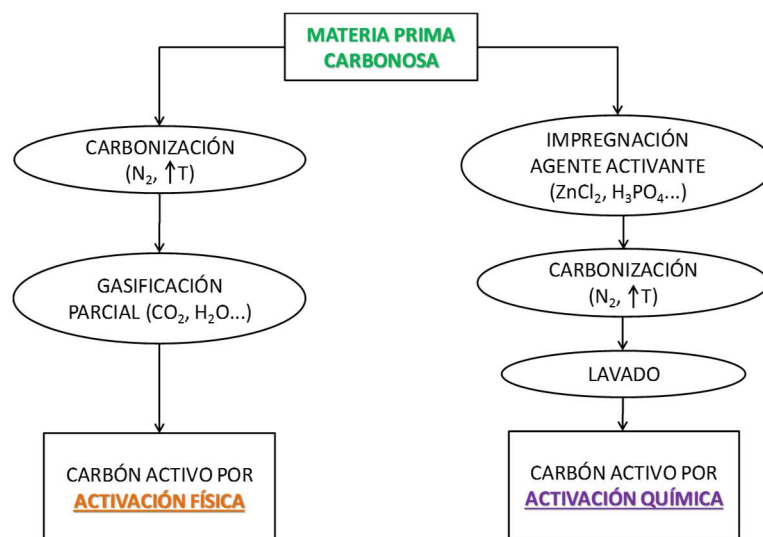 MATERIA PRIMA
CARBONOSA
CARBONIZACIÓN
(N₂, ↑T)
GASIFICACIÓN
PARCIAL (CO₂, H₂O...)
CARBÓN ACTIVO POR
ACTIVACIÓN FÍSICA
IMPREGNACIÓN
AGENTE ACTIVANTE
(ZnCl₂, H₃PO₄...)
CARBONIZACIÓN
(N₂, ↑T)
LAVADO
CARBÓN ACTIVO POR
ACTIVACIÓN QUÍMICA